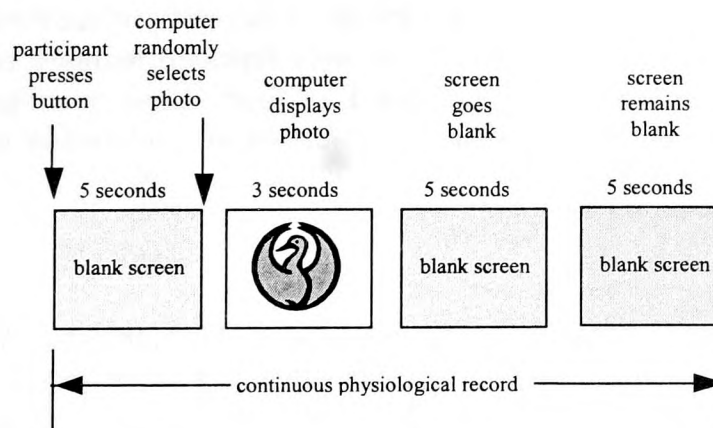 participant
presses
button
computer
randomly
selects
photo
computer
displays
photo
screen
goes
blank
screen
remains
blank
5 seconds
3 seconds
5 seconds
5 seconds
blank screen
blank screen
blank screen
continuous physiological record